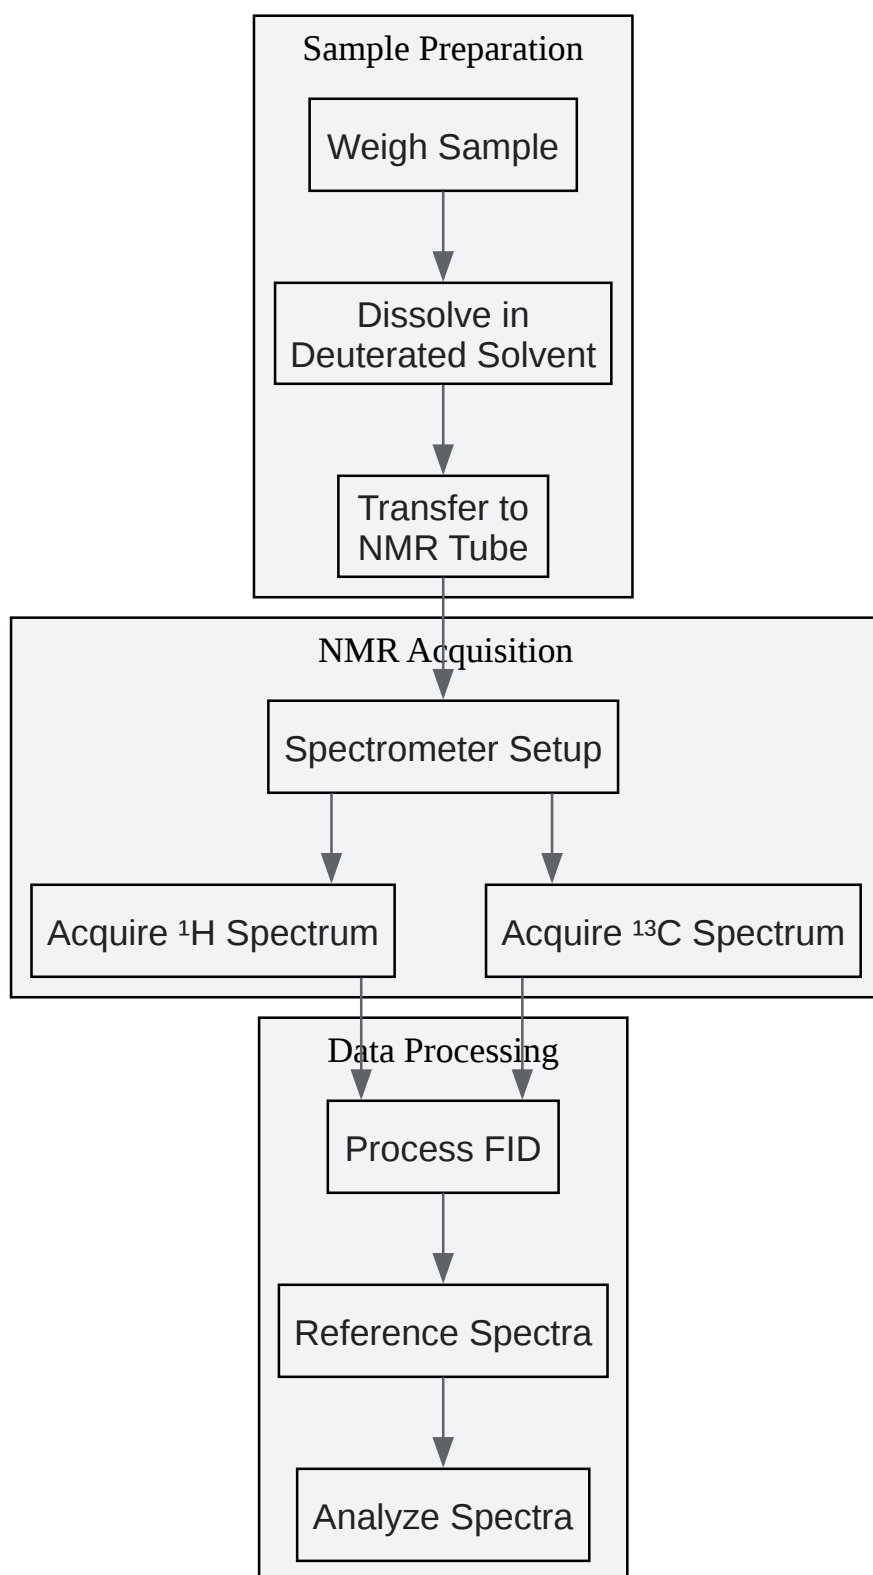 Sample Preparation
Weigh Sample
Dissolve in
Deuterated Solvent
Transfer to
NMR Tube
NMR Acquisition
Spectrometer Setup
Acquire ¹H Spectrum
Acquire ¹³C Spectrum
Data Processing
Process FID
Reference Spectra
Analyze Spectra